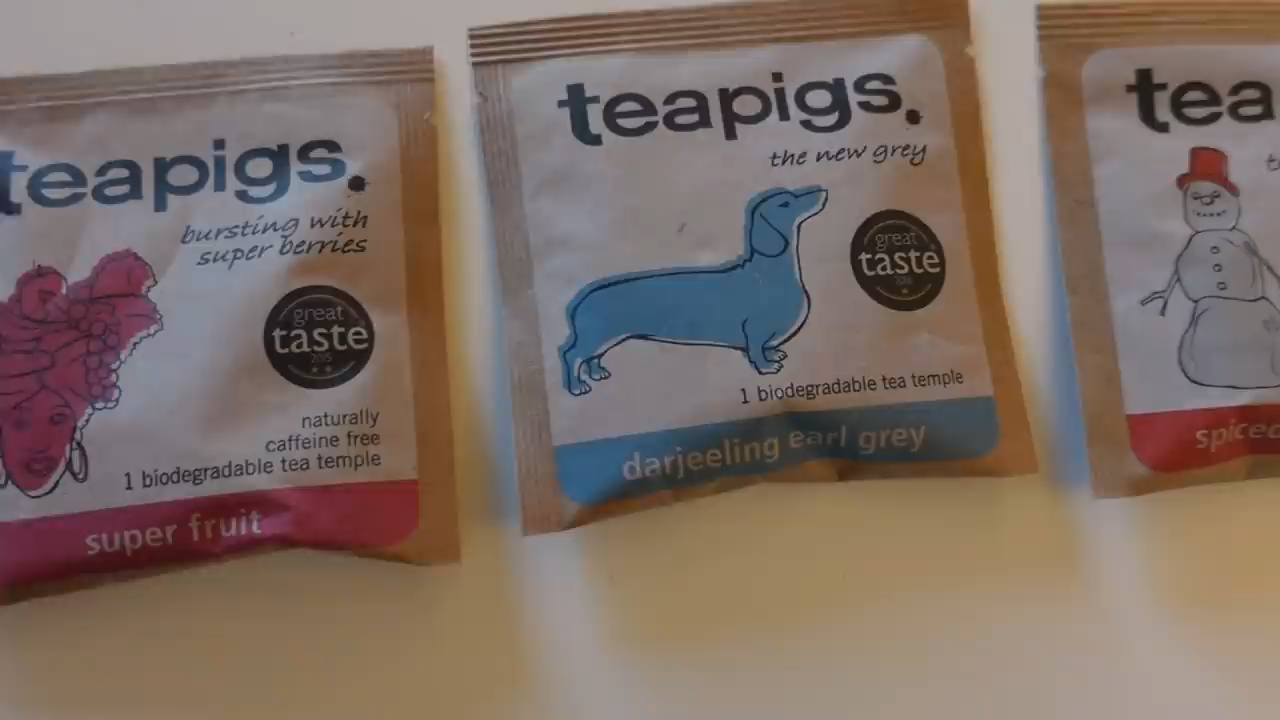 teapigs.
bursting with
super berries
great
taste
2015
naturally
caffeine free
1 biodegradable tea temple
super fruit
teapigs.
the new grey
great
taste
1 biodegradable tea temple
darjeeling earl grey
tea
spiced